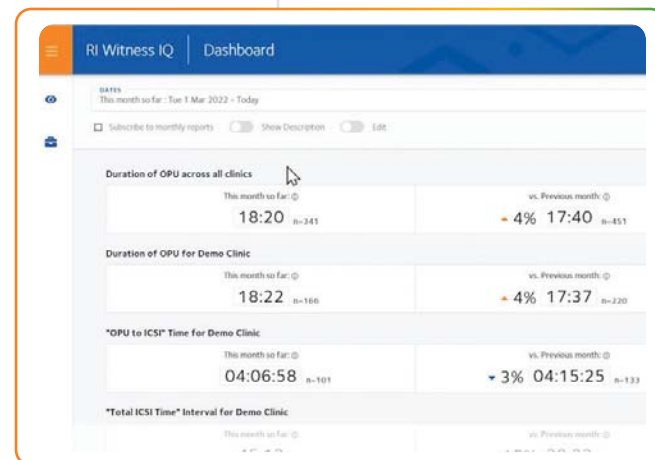 RI Witness IQ | Dashboard
DATES
This month so far : Tue 1 Mar 2022 - Today
Subscribe to monthly reports Show Description Edit
Duration of OPU across all clinics
This month so far: vs. Previous month:
18:20 n=341 4% 17:40 n=451
Duration of OPU for Demo Clinic
This month so far: vs. Previous month:
18:22 n=166 4% 17:37 n=220
"OPU to ICSI" Time for Demo Clinic
This month so far: vs. Previous month:
04:06:58 n=101 3% 04:15:25 n=133
"Total ICSI Time" Interval for Demo Clinic
This month so far: vs. Previous month: